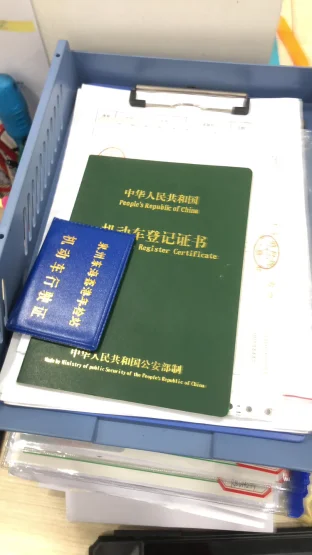 中华人民共和国
People's Republic of China
机动车登记证书
Register Certificate
中华人民共和国公安部制
Made by Ministry of public Security of the People's Republic of China
机动车行驶证